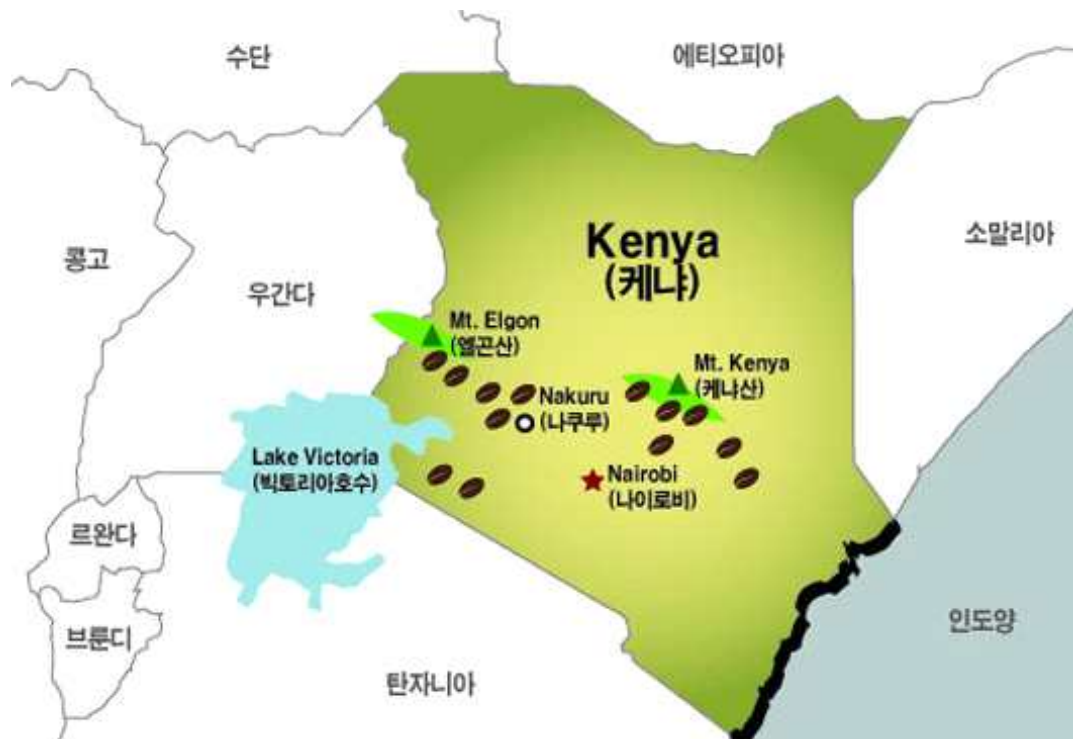 수단
에티오피아
콩고
우간다
Kenya
(케냐)
소말리아
Mt. Elgon
(엘곤산)
Mt. Kenya
(케냐산)
Nakuru
(나쿠루)
Lake Victoria
(빅토리아호수)
Nairobi
(나이로비)
르완다
브룬디
탄자니아
인도양